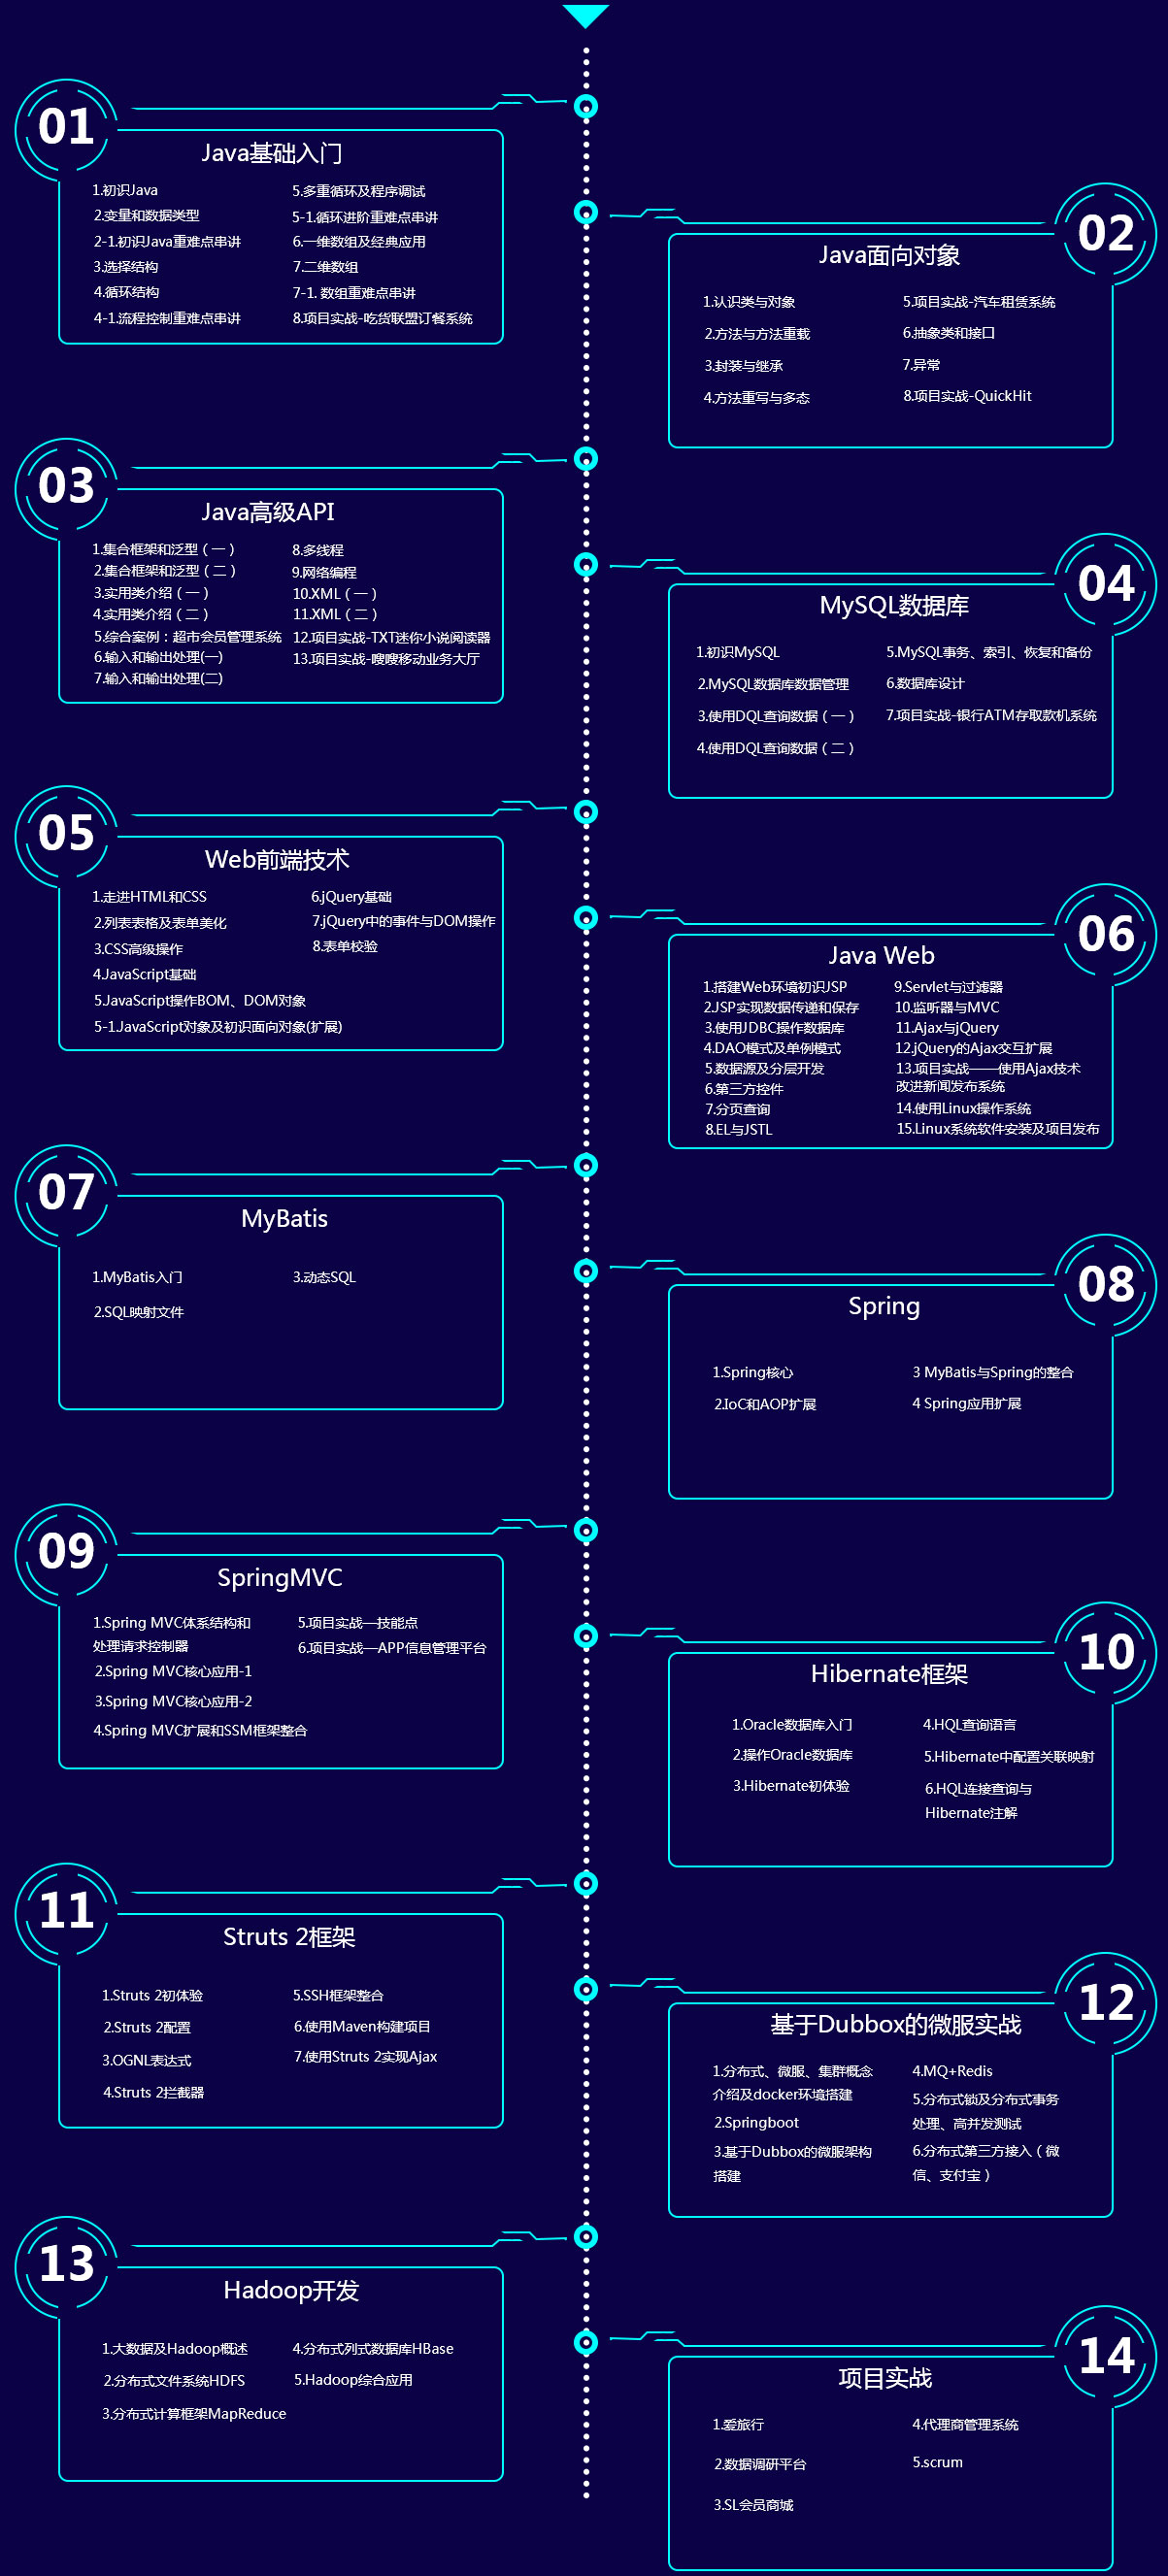 01
Java基础入门
1.初识Java
2.变量和数据类型
2-1.初识Java重难点串讲
3.选择结构
4.循环结构
4-1.流程控制重难点串讲
5.多重循环及程序调试
5-1.循环进阶重难点串讲
6.一维数组及经典应用
7.二维数组
7-1. 数组重难点串讲
8.项目实战-吃货联盟订餐系统
02
Java面向对象
1.认识类与对象
2.方法与方法重载
3.封装与继承
4.方法重写与多态
5.项目实战-汽车租赁系统
6.抽象类和接口
7.异常
8.项目实战-QuickHit
03
Java高级API
1.集合框架和泛型（一）
2.集合框架和泛型（二）
3.实用类介绍（一）
4.实用类介绍（二）
5.综合案例：超市会员管理系统
6.输入和输出处理(一)
7.输入和输出处理(二)
8.多线程
9.网络编程
10.XML（一）
11.XML（二）
12.项目实战-TXT迷你小说阅读器
13.项目实战-嗖嗖移动业务大厅
04
MySQL数据库
1.初识MySQL
2.MySQL数据库数据管理
3.使用DQL查询数据（一）
4.使用DQL查询数据（二）
5.MySQL事务、索引、恢复和备份
6.数据库设计
7.项目实战-银行ATM存取款机系统
05
Web前端技术
1.走进HTML和CSS
2.列表表格及表单美化
3.CSS高级操作
4.JavaScript基础
5.JavaScript操作BOM、DOM对象
5-1.JavaScript对象及初识面向对象(扩展)
6.jQuery基础
7.jQuery中的事件与DOM操作
8.表单校验
06
Java Web
1.搭建Web环境初识JSP
2.JSP实现数据传递和保存
3.使用JDBC操作数据库
4.DAO模式及单例模式
5.数据源及分层开发
6.第三方控件
7.分页查询
8.EL与JSTL
9.Servlet与过滤器
10.监听器与MVC
11.Ajax与jQuery
12.jQuery的Ajax交互扩展
13.项目实战——使用Ajax技术
改进新闻发布系统
14.使用Linux操作系统
15.Linux系统软件安装及项目发布
07
MyBatis
1.MyBatis入门
2.SQL映射文件
3.动态SQL
08
Spring
1.Spring核心
2.IoC和AOP扩展
3 MyBatis与Spring的整合
4 Spring应用扩展
09
SpringMVC
1.Spring MVC体系结构和
处理请求控制器
2.Spring MVC核心应用-1
3.Spring MVC核心应用-2
4.Spring MVC扩展和SSM框架整合
5.项目实战—技能点
6.项目实战—APP信息管理平台
10
Hibernate框架
1.Oracle数据库入门
2.操作Oracle数据库
3.Hibernate初体验
4.HQL查询语言
5.Hibernate中配置关联映射
6.HQL连接查询与
Hibernate注解
11
Struts 2框架
1.Struts 2初体验
2.Struts 2配置
3.OGNL表达式
4.Struts 2拦截器
5.SSH框架整合
6.使用Maven构建项目
7.使用Struts 2实现Ajax
12
基于Dubbox的微服实战
1.分布式、微服、集群概念
介绍及docker环境搭建
2.Springboot
3.基于Dubbox的微服架构
搭建
4.MQ+Redis
5.分布式锁及分布式事务
处理、高并发测试
6.分布式第三方接入（微
信、支付宝）
13
Hadoop开发
1.大数据及Hadoop概述
2.分布式文件系统HDFS
3.分布式计算框架MapReduce
4.分布式列式数据库HBase
5.Hadoop综合应用
14
项目实战
1.爱旅行
2.数据调研平台
3.SL会员商城
4.代理商管理系统
5.scrum